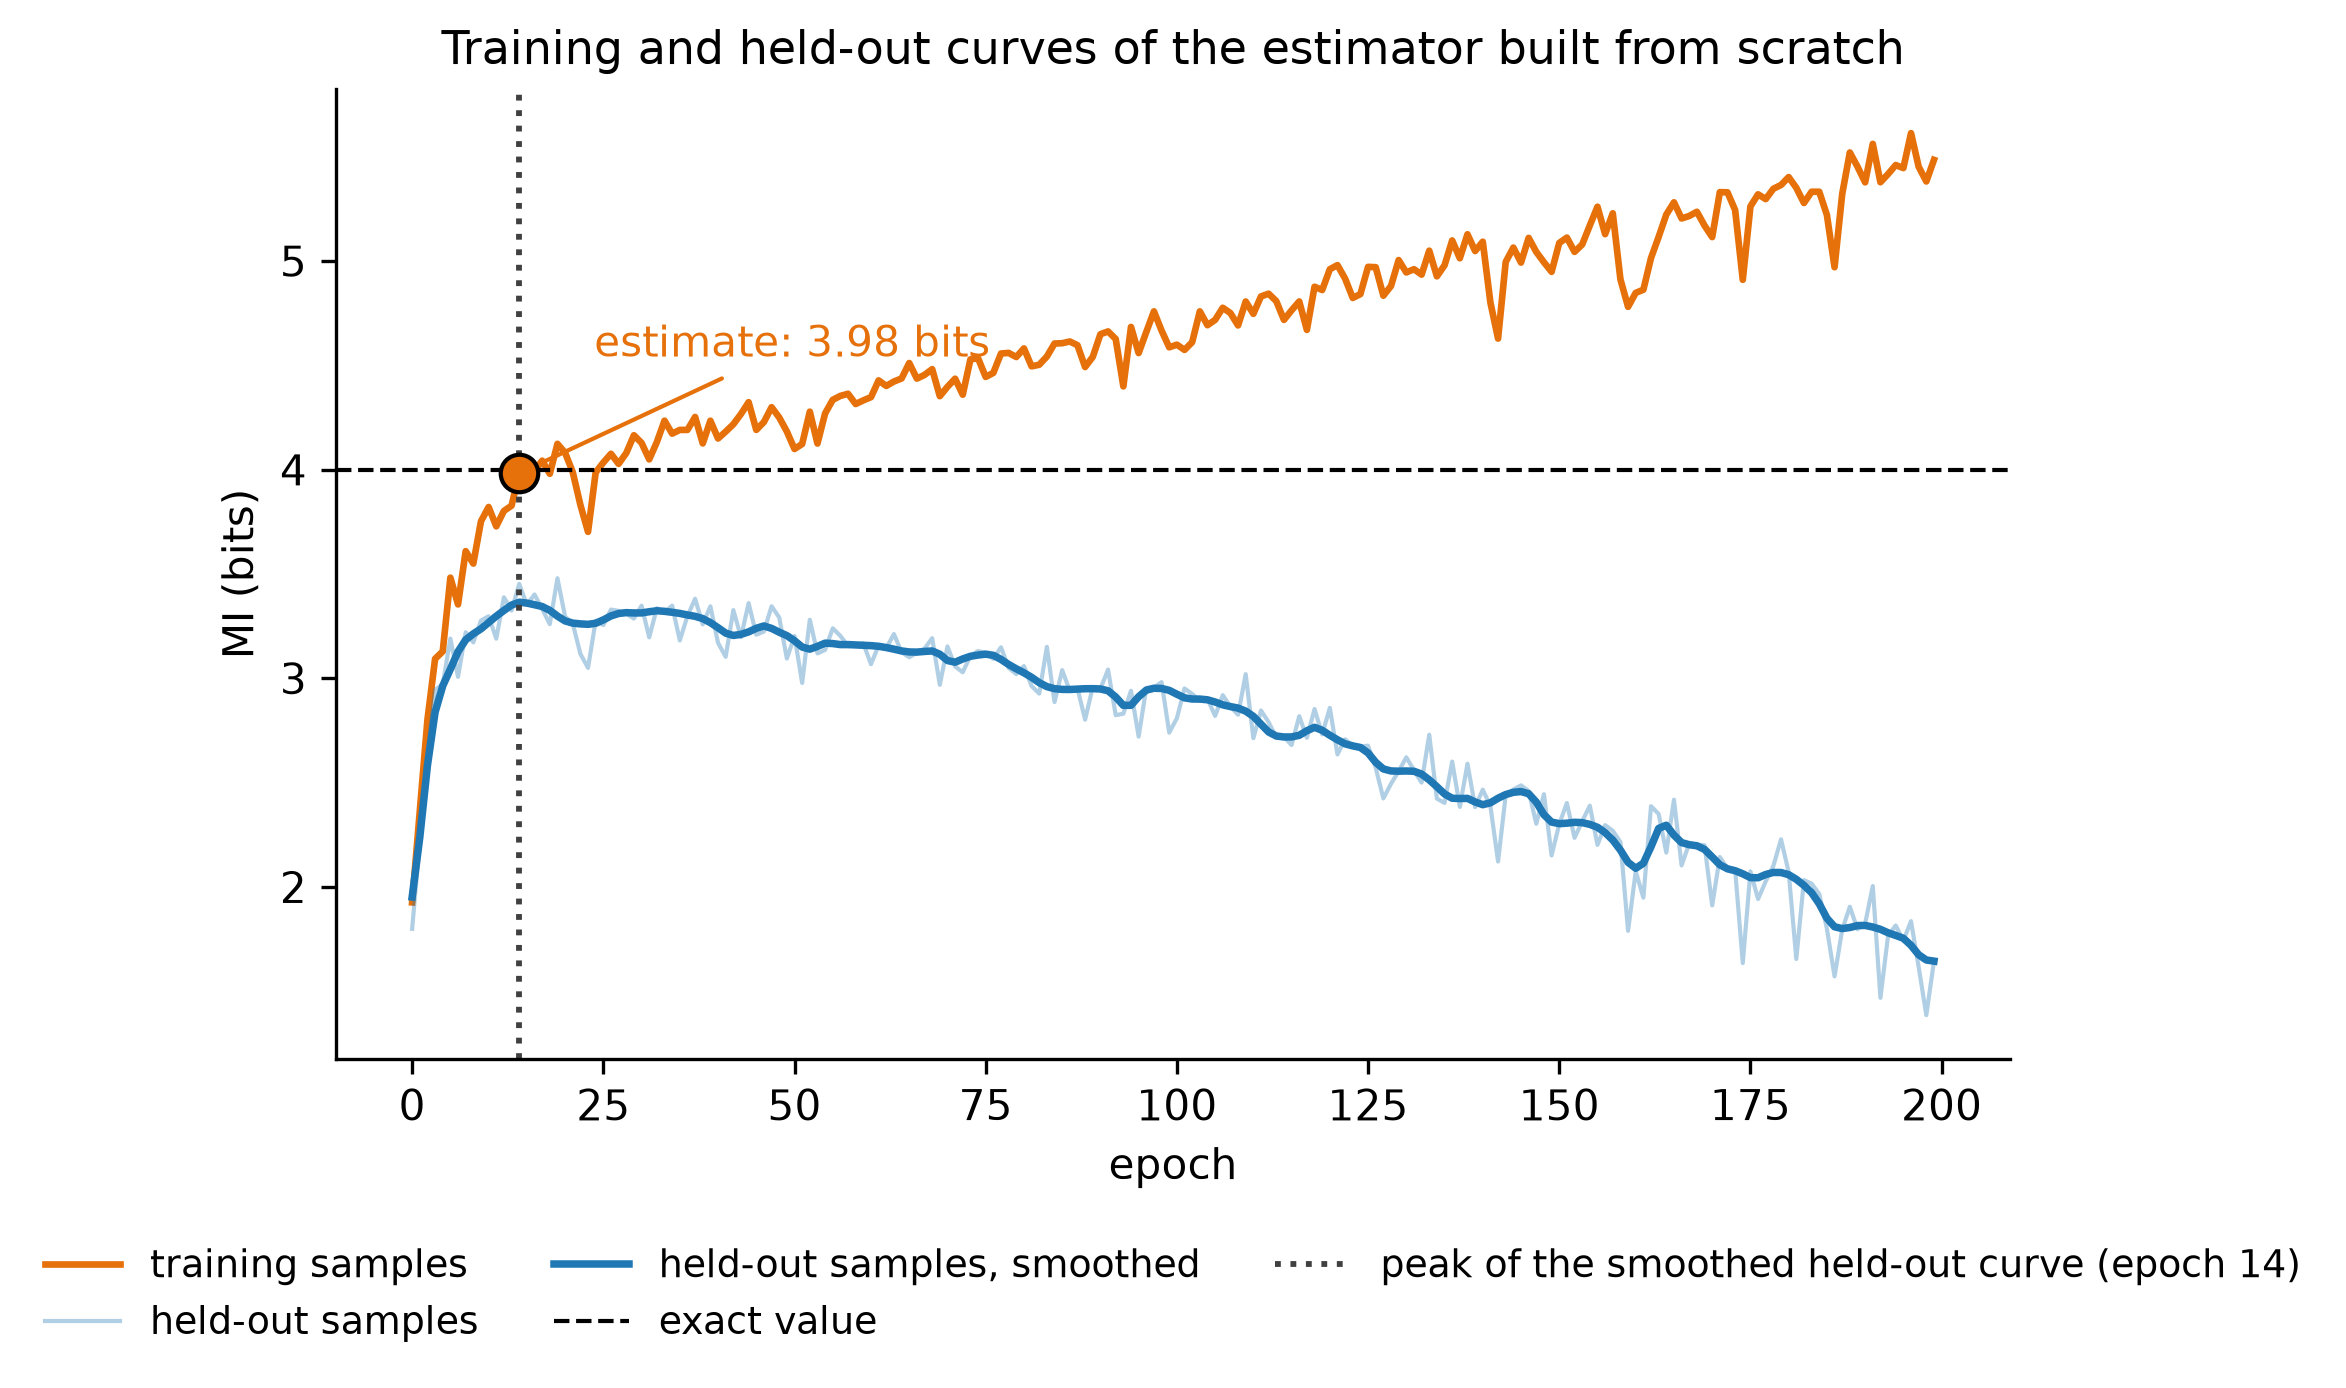 Training and held-out curves of the estimator built from scratch
MI (bits)
5
4
3
2
estimate: 3.98 bits
0 25 50 75 100 125 150 175 200
epoch
training samples
held-out samples
held-out samples, smoothed
exact value
peak of the smoothed held-out curve (epoch 14)